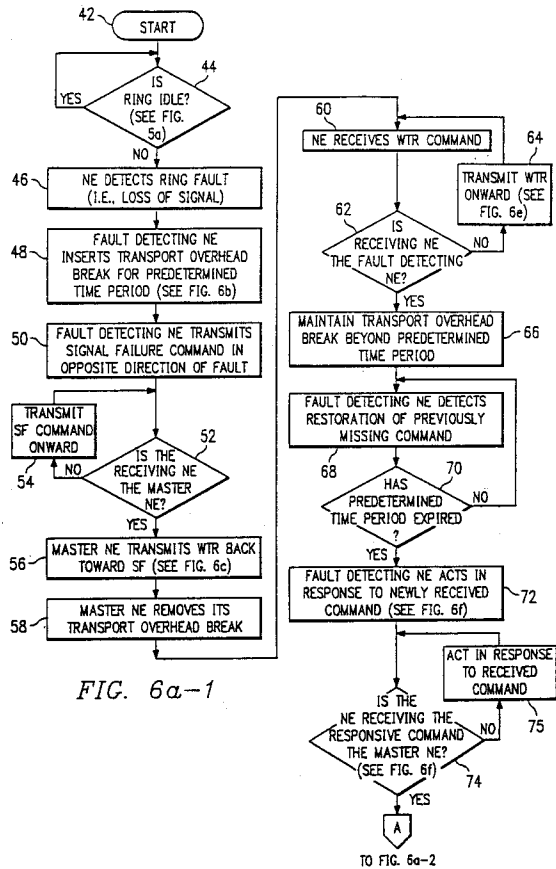 42
START
44
IS
RING IDLE?
(SEE FIG.
5a)
YES
NO
46
NE DETECTS RING FAULT
(I.E., LOSS OF SIGNAL)
48
FAULT DETECTING NE
INSERTS TRANSPORT OVERHEAD
BREAK FOR PREDETERMINED
TIME PERIOD (SEE FIG. 6b)
50
FAULT DETECTING NE TRANSMITS
SIGNAL FAILURE COMMAND IN
OPPOSITE DIRECTION OF FAULT
TRANSMIT
SF COMMAND
ONWARD
54
52
IS THE
RECEIVING NE
THE MASTER
NE?
NO
YES
56
MASTER NE TRANSMITS WTR BACK
TOWARD SF (SEE FIG. 6c)
58
MASTER NE REMOVES ITS
TRANSPORT OVERHEAD BREAK
FIG. 6a-1
60
NE RECEIVES WTR COMMAND
64
TRANSMIT WTR
ONWARD (SEE
FIG. 6e)
62
IS
RECEIVING NE
THE FAULT DETECTING
NE?
NO
YES
MAINTAIN TRANSPORT OVERHEAD
BREAK BEYOND PREDETERMINED
TIME PERIOD
66
FAULT DETECTING NE DETECTS
RESTORATION OF PREVIOUSLY
MISSING COMMAND
68
70
HAS
PREDETERMINED
TIME PERIOD EXPIRED
?
NO
YES
FAULT DETECTING NE ACTS IN
RESPONSE TO NEWLY RECEIVED
COMMAND (SEE FIG. 6f)
72
ACT IN RESPONSE
TO RECEIVED
COMMAND
75
IS THE
NE RECEIVING THE
RESPONSIVE COMMAND
THE MASTER NE?
(SEE FIG. 6f)
NO
74
YES
A
TO FIG. 6a-2